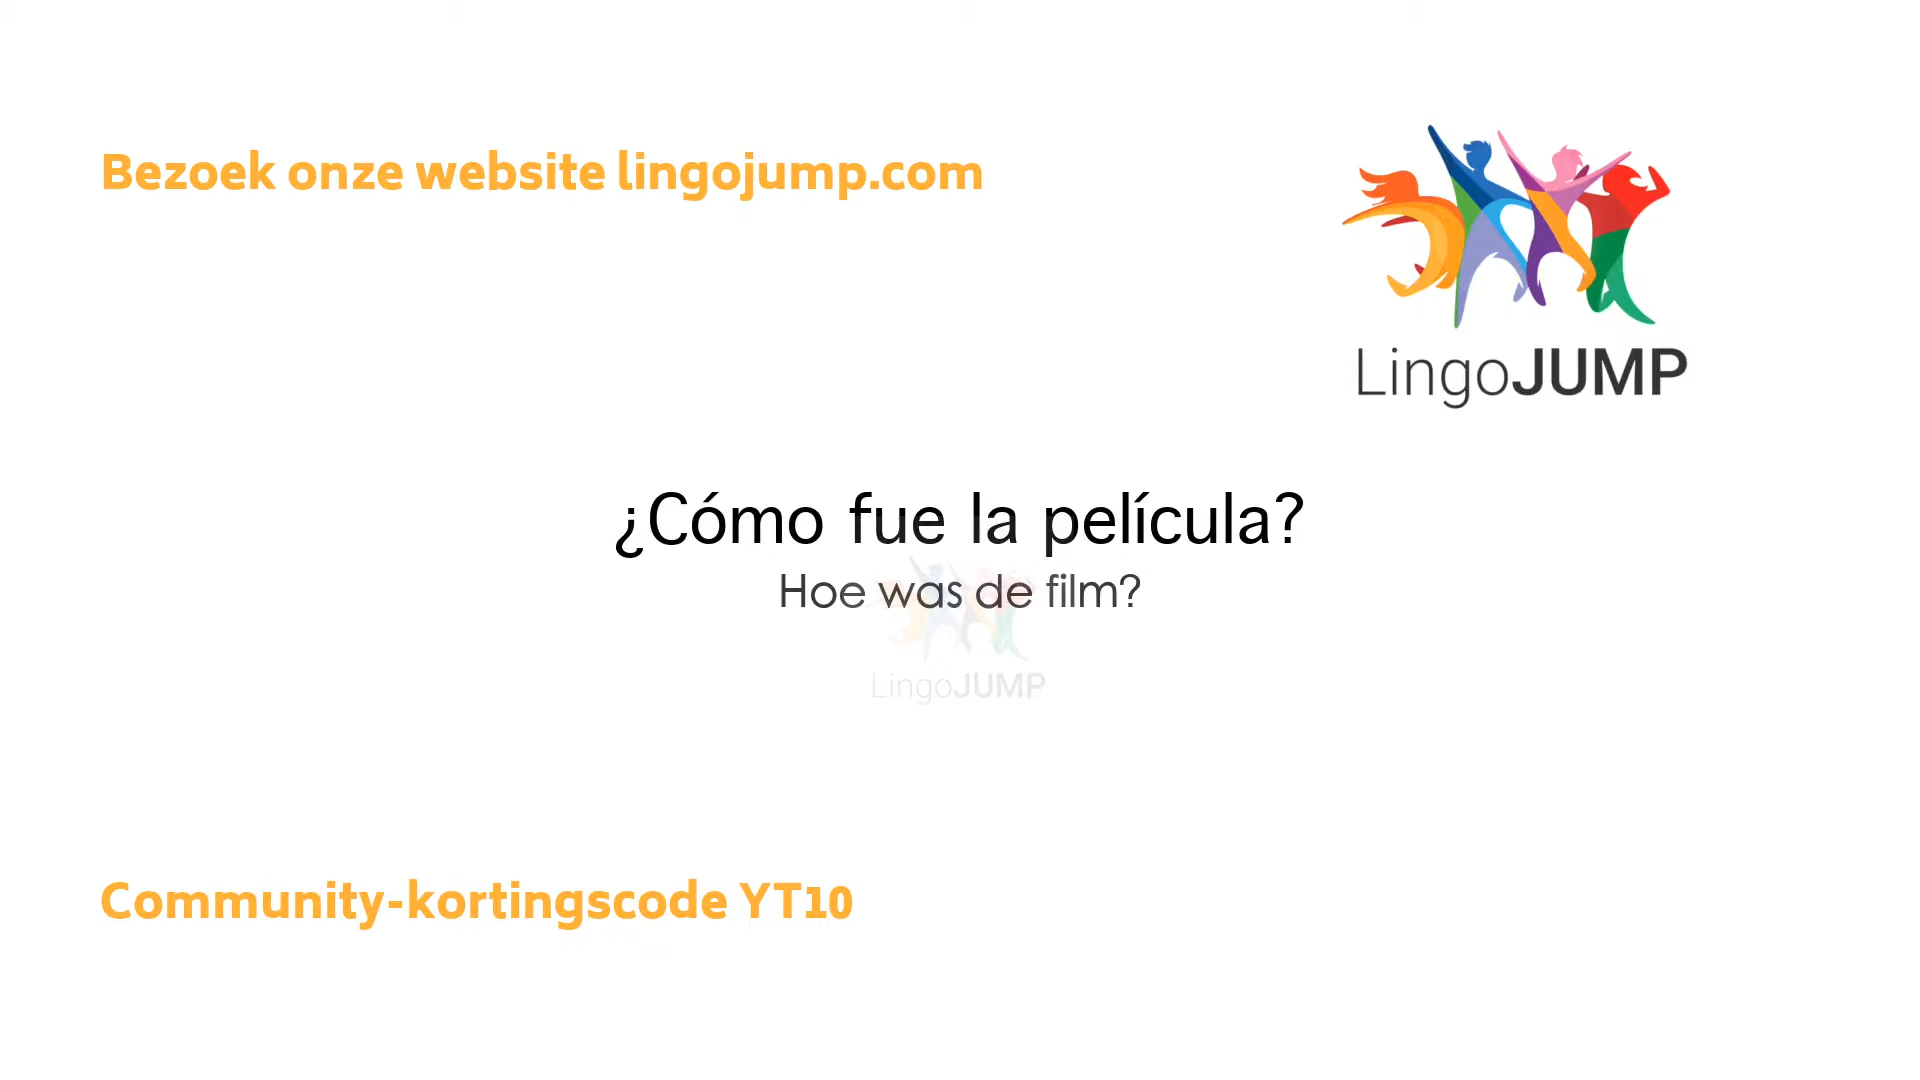 Bezoek onze website lingojump.com
LingoJUMP
¿Cómo fue la película?
Hoe was de film?
LingoJUMP
Community-kortingscode YT10